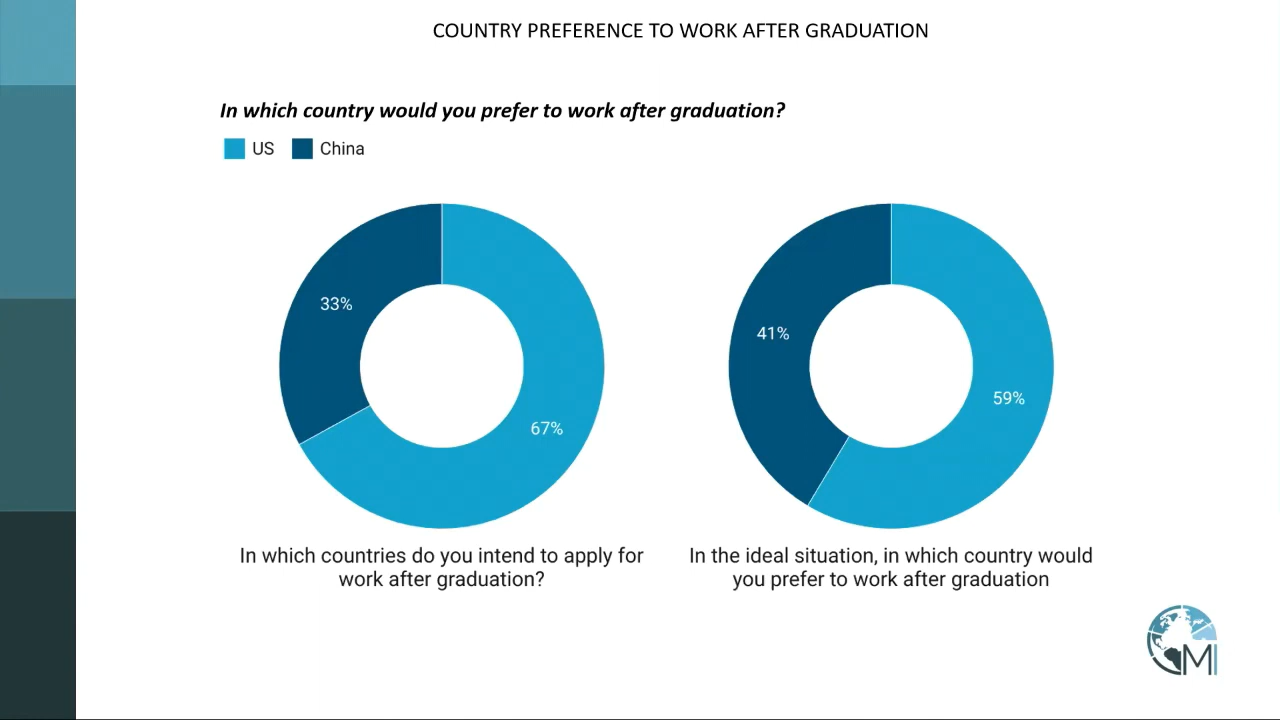 COUNTRY PREFERENCE TO WORK AFTER GRADUATION
In which country would you prefer to work after graduation?
US China
33%
67%
41%
59%
In which countries do you intend to apply for
work after graduation?
In the ideal situation, in which country would
you prefer to work after graduation
MI